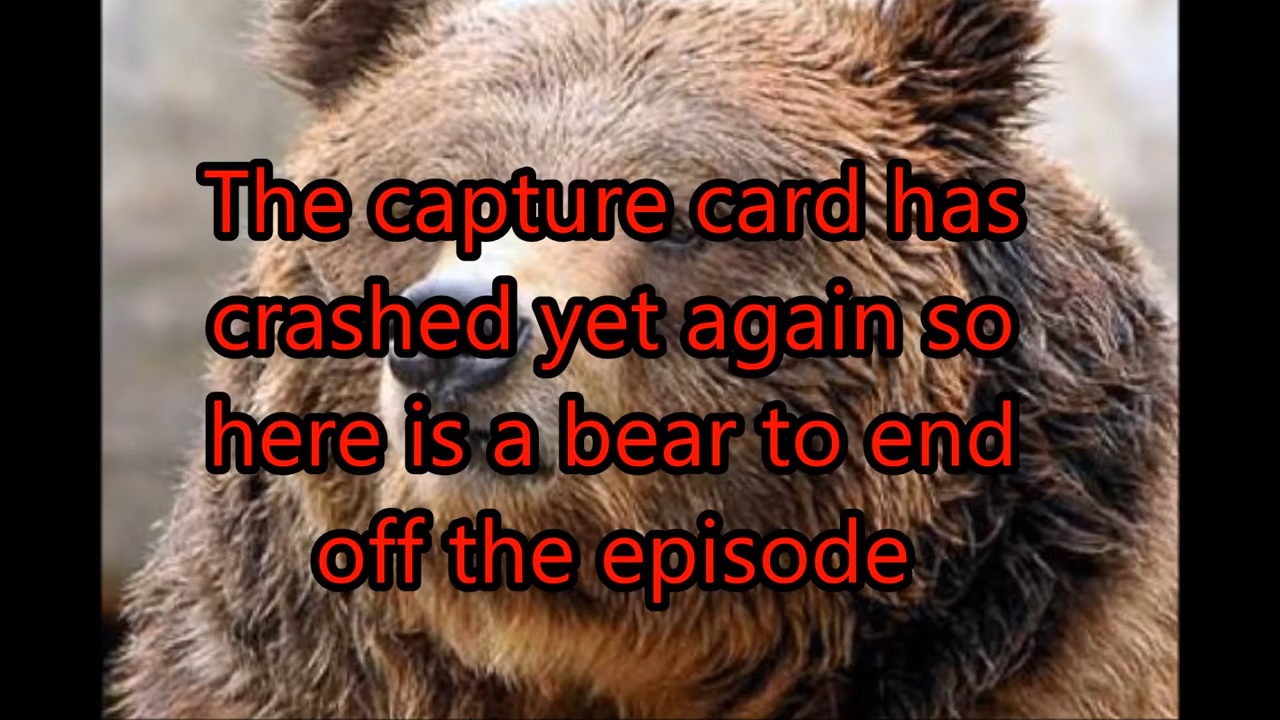 The capture card has
crashed yet again so
here is a bear to end
off the episode